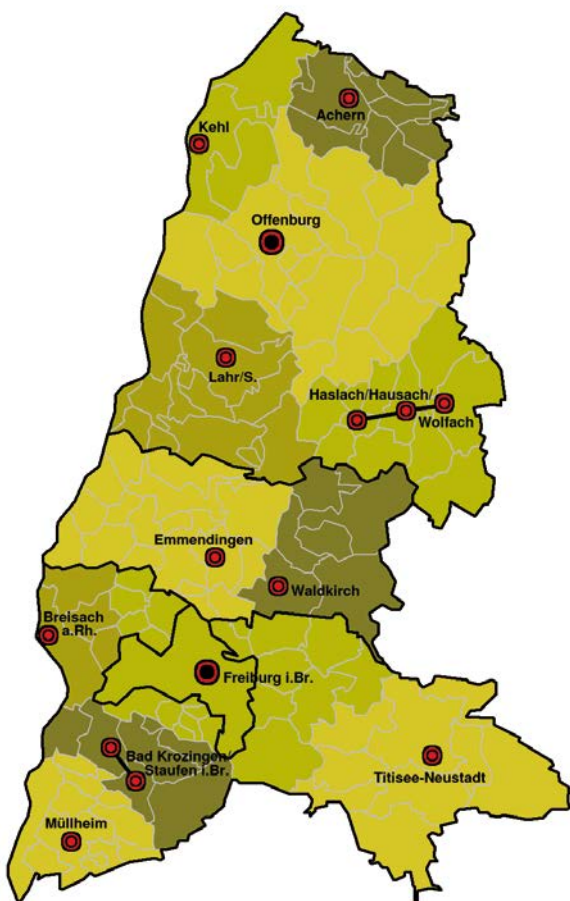 Achern
Kehl
Offenburg
Lahr/S.
Haslach/Hausach/
Wolfach
Emmendingen
Waldkirch
Breisach
a.Rh.
Freiburg i.Br.
Bad Krozingen/
Staufen i.Br.
Titisee-Neustadt
Müllheim